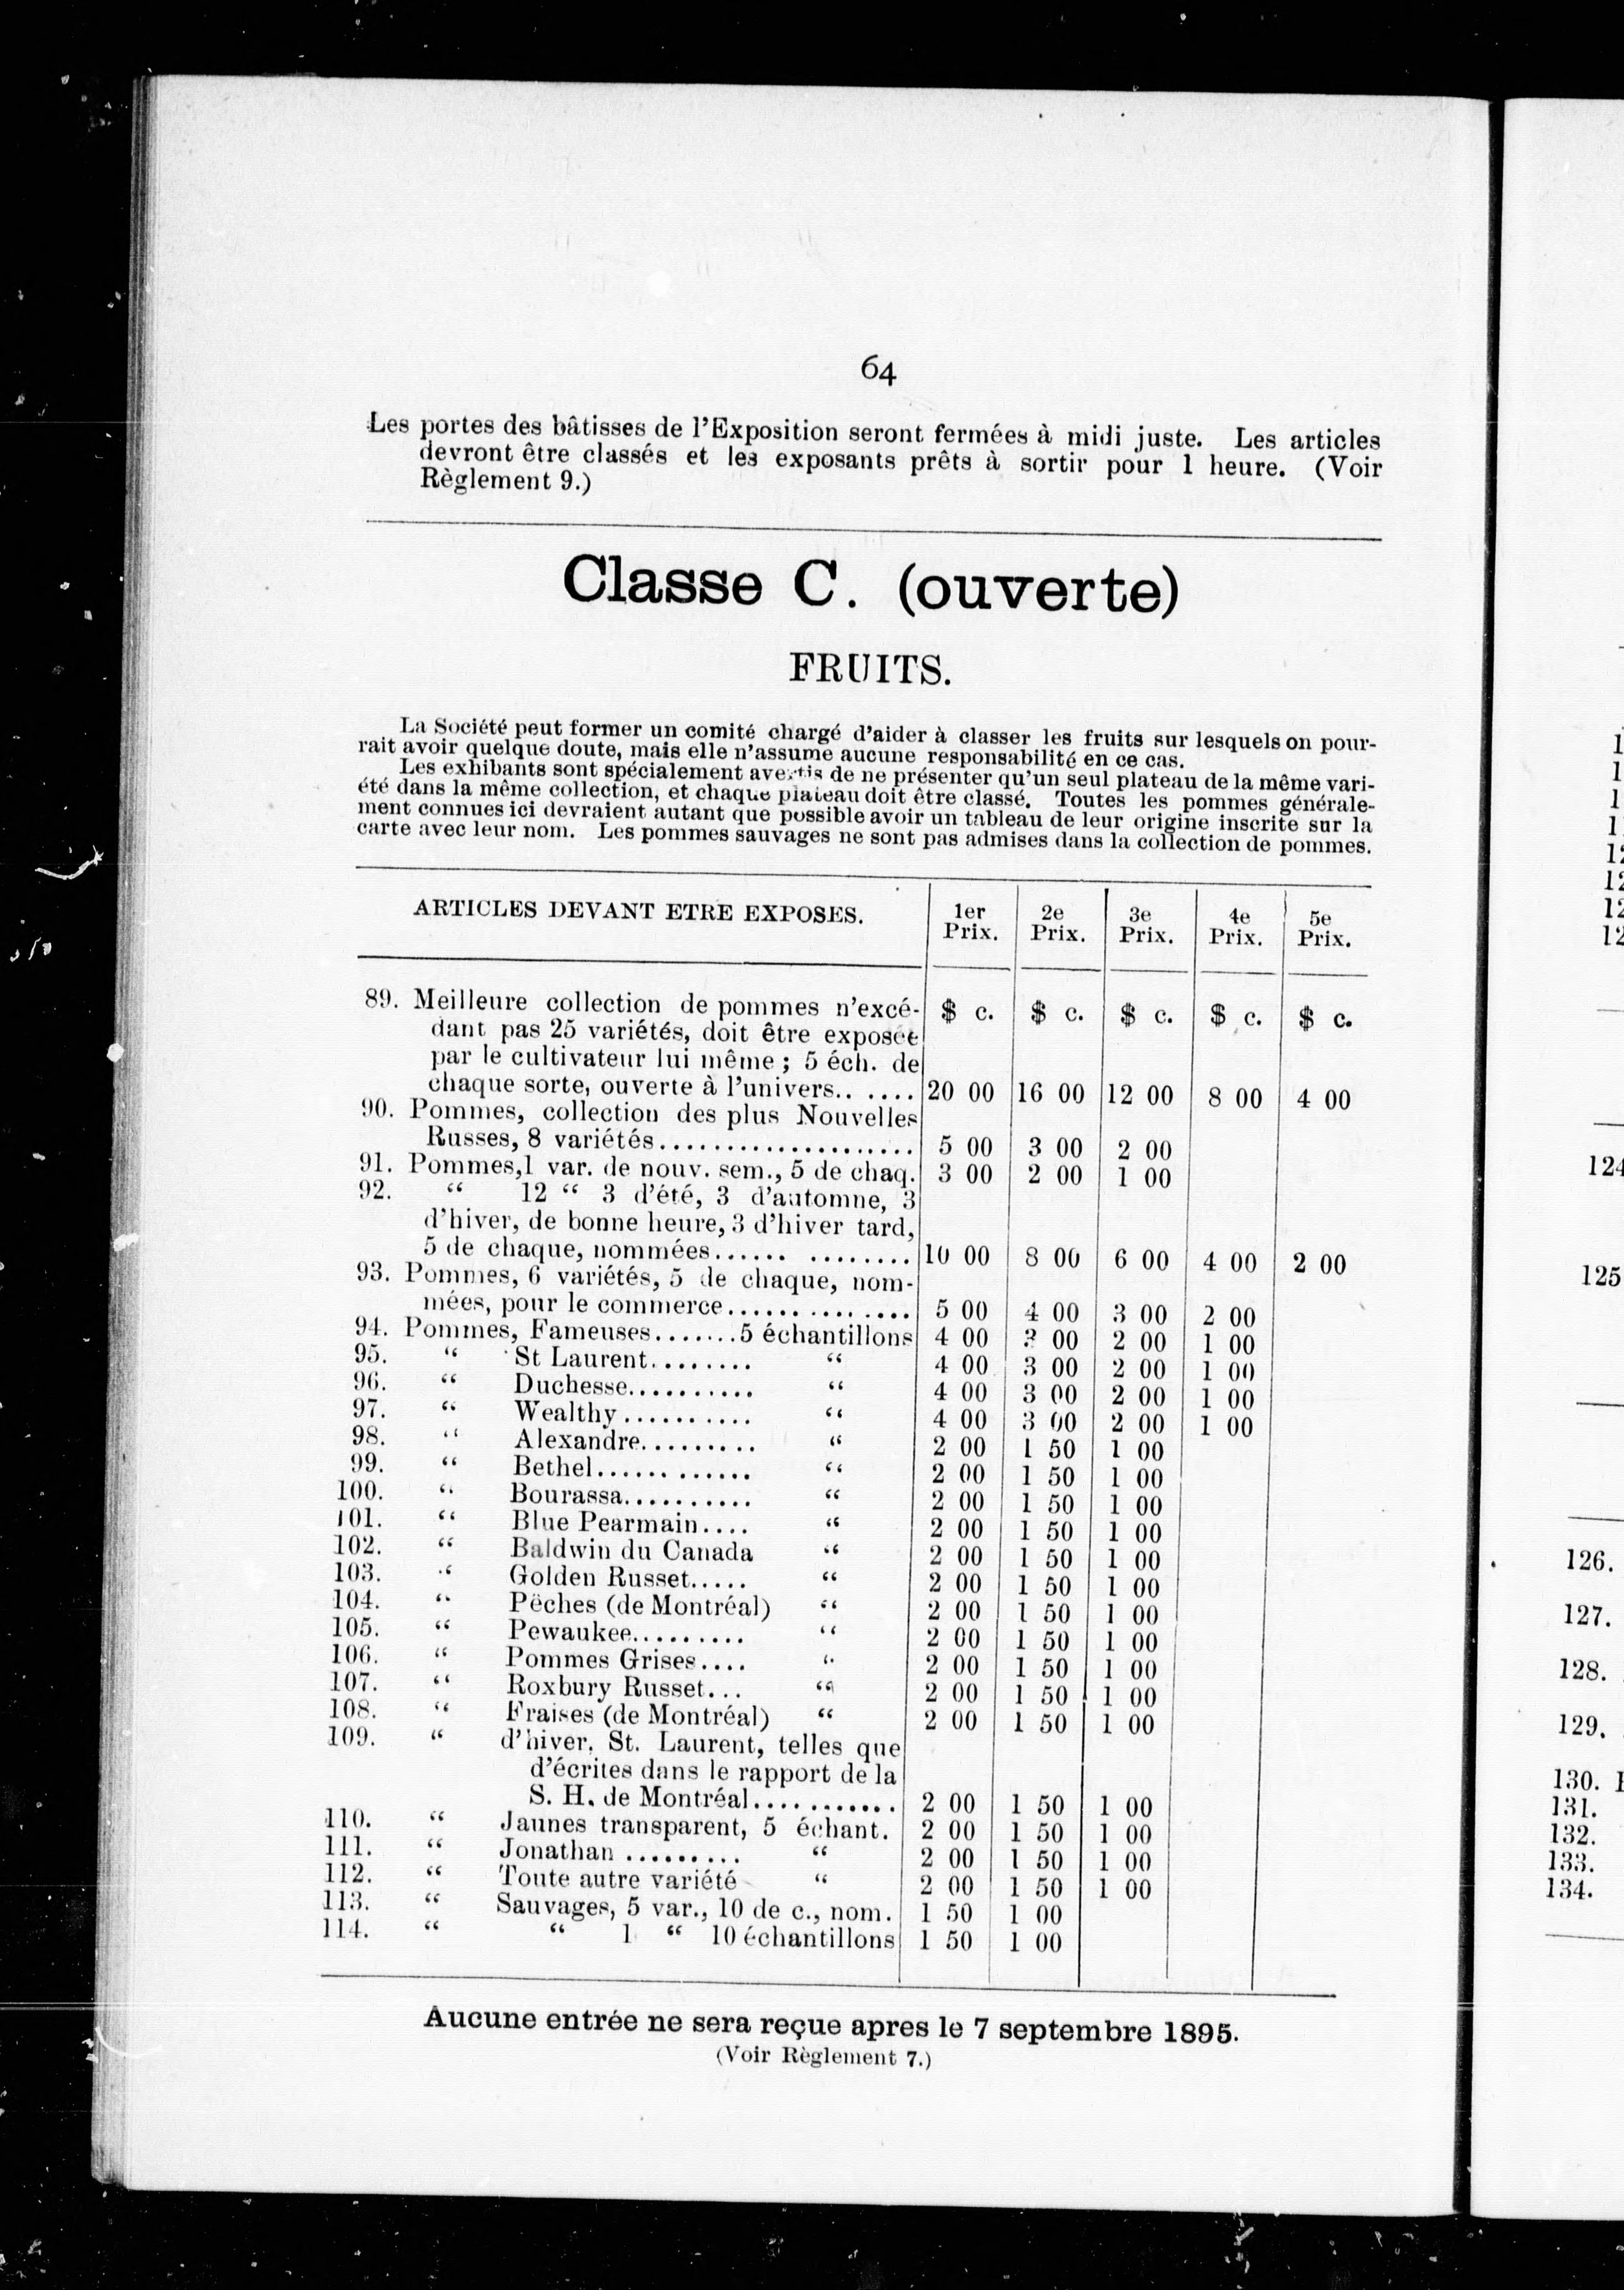 64
Les portes des bâtisses de l'Exposition seront fermées à midi juste. Les articles
devront être classés et les exposants prêts à sortir pour 1 heure. (Voir
Règlement 9.)
Classe C. (ouverte)
FRUITS.
La Société peut former un comité chargé d'aider à classer les fruits sur lesquels on pour-
rait avoir quelque doute, mais elle n'assume aucune responsabilité en ce cas.
Les exhibants sont spécialement avertis de ne présenter qu'un seul plateau de la même vari-
été dans la même collection, et chaque plateau doit être classé. Toutes les pommes générale-
ment connues ici devraient autant que possible avoir un tableau de leur origine inscrite sur la
carte avec leur nom. Les pommes sauvages ne sont pas admises dans la collection de pommes.
ARTICLES DEVANT ETRE EXPOSES. 1er Prix. 2e Prix. 3e Prix. 4e Prix. 5e Prix.
89. Meilleure collection de pommes n'excé- $ c. $ c. $ c. $ c. $ c.
dant pas 25 variétés, doit être exposée
par le cultivateur lui même ; 5 éch. de
chaque sorte, ouverte à l'univers.. .... 20 00 16 00 12 00 8 00 4 00
90. Pommes, collection des plus Nouvelles
Russes, 8 variétés..................... 5 00 3 00 2 00
91. Pommes,1 var. de nouv. sem., 5 de chaq. 3 00 2 00 1 00
92. “ 12 “ 3 d'été, 3 d'automne, 3
d'hiver, de bonne heure, 3 d'hiver tard,
5 de chaque, nommées...... ......... 10 00 8 00 6 00 4 00 2 00
93. Pommes, 6 variétés, 5 de chaque, nom-
mées, pour le commerce............... 5 00 4 00 3 00 2 00
94. Pommes, Fameuses.......5 échantillons 4 00 00 2 00 1 00
95. “ St Laurent........ “ 4 00 3 00 2 00 1 00
96. “ Duchesse.......... “ 4 00 3 00 2 00 1 00
97. “ Wealthy.......... “ 4 00 3 00 2 00 1 00
98. “ Alexandre......... “ 2 00 1 50 1 00
99. “ Bethel............ “ 2 00 1 50 1 00
100. “ Bourassa.......... “ 2 00 1 50 1 00
101. “ Blue Pearmain.... “ 2 00 1 50 1 00
102. “ Baldwin du Canada “ 2 00 1 50 1 00
103. “ Golden Russet..... “ 2 00 1 50 1 00
104. “ Pëches (de Montréal) “ 2 00 1 50 1 00
105. “ Pewaukee......... “ 2 00 1 50 1 00
106. “ Pommes Grises.... “ 2 00 1 50 1 00
107. “ Roxbury Russet... “ 2 00 1 50 1 00
108. “ Fraises (de Montréal) “ 2 00 1 50 1 00
109. “ d'hiver, St. Laurent, telles que
d'écrites dans le rapport de la
S. H. de Montréal............ 2 00 1 50 1 00
110. “ Jaunes transparent, 5 échant. 2 00 1 50 1 00
111. “ Jonathan ......... “ 2 00 1 50 1 00
112. “ Toute autre variété “ 2 00 1 50 1 00
113. “ Sauvages, 5 var., 10 de c., nom. 1 50 1 00
114. “ “ 1 “ 10 échantillons 1 50 1 00
Aucune entrée ne sera reçue apres le 7 septembre 1895.
(Voir Règlement 7.)
124
125
126.
127.
128.
129.
130.
131.
132.
133.
134.